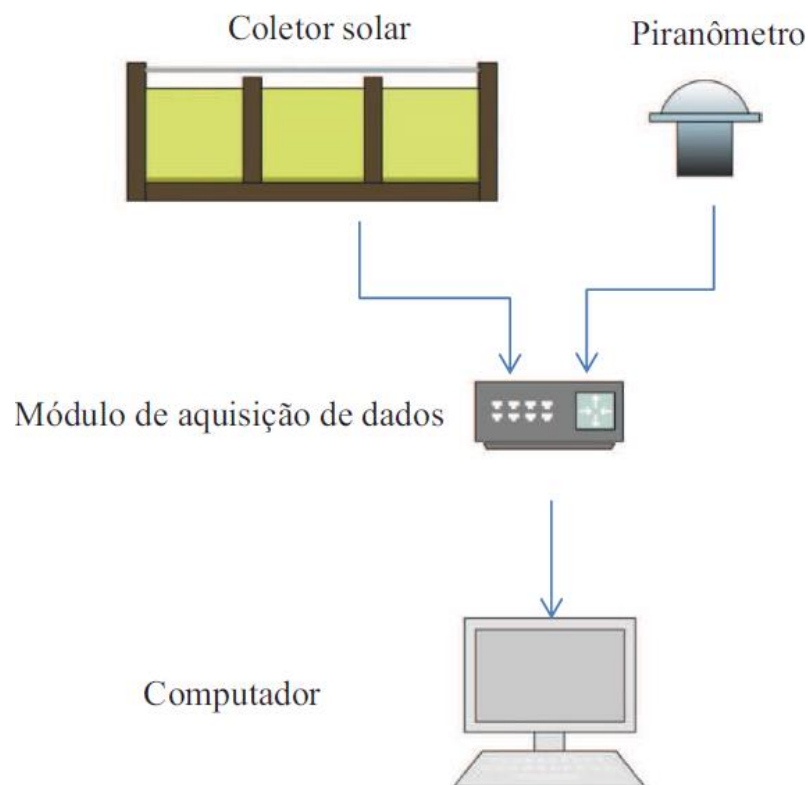 Coletor solar
Piranômetro
Módulo de aquisição de dados
Computador